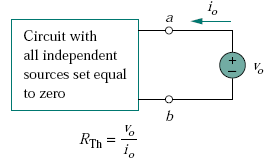 i_o
a
Circuit with
all independent
sources set equal
to zero
+
−
v_o
b
R_Th = v_o / i_o